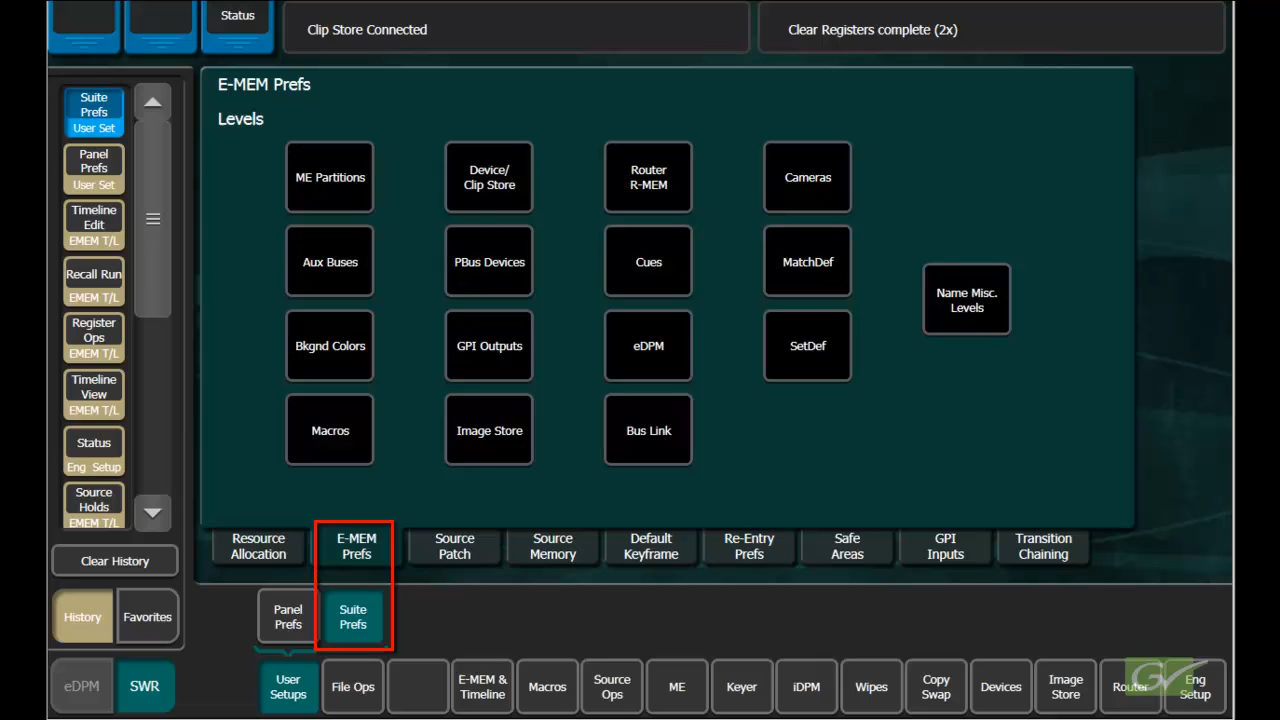 Status
Clip Store Connected
Clear Registers complete (2x)
E-MEM Prefs
Levels
Suite
Prefs
User Set
Panel
Prefs
User Set
Timeline
Edit
EMEM T/L
Recall Run
EMEM T/L
Register
Ops
EMEM T/L
Timeline
View
EMEM T/L
Status
Eng Setup
Source
Holds
EMEM T/L
Clear History
History
Favorites
eDPM
SWR
ME Partitions
Device/
Clip Store
Router
R-MEM
Cameras
Aux Buses
PBus Devices
Cues
MatchDef
Name Misc.
Levels
Bkgnd Colors
GPI Outputs
eDPM
SetDef
Macros
Image Store
Bus Link
Resource
Allocation
E-MEM
Prefs
Source
Patch
Source
Memory
Default
Keyframe
Re-Entry
Prefs
Safe
Areas
GPI
Inputs
Transition
Chaining
Panel
Prefs
Suite
Prefs
User
Setups
File Ops
E-MEM &
Timeline
Macros
Source
Ops
ME
Keyer
iDPM
Wipes
Copy
Swap
Devices
Image
Store
Router
Eng
Setup
GV